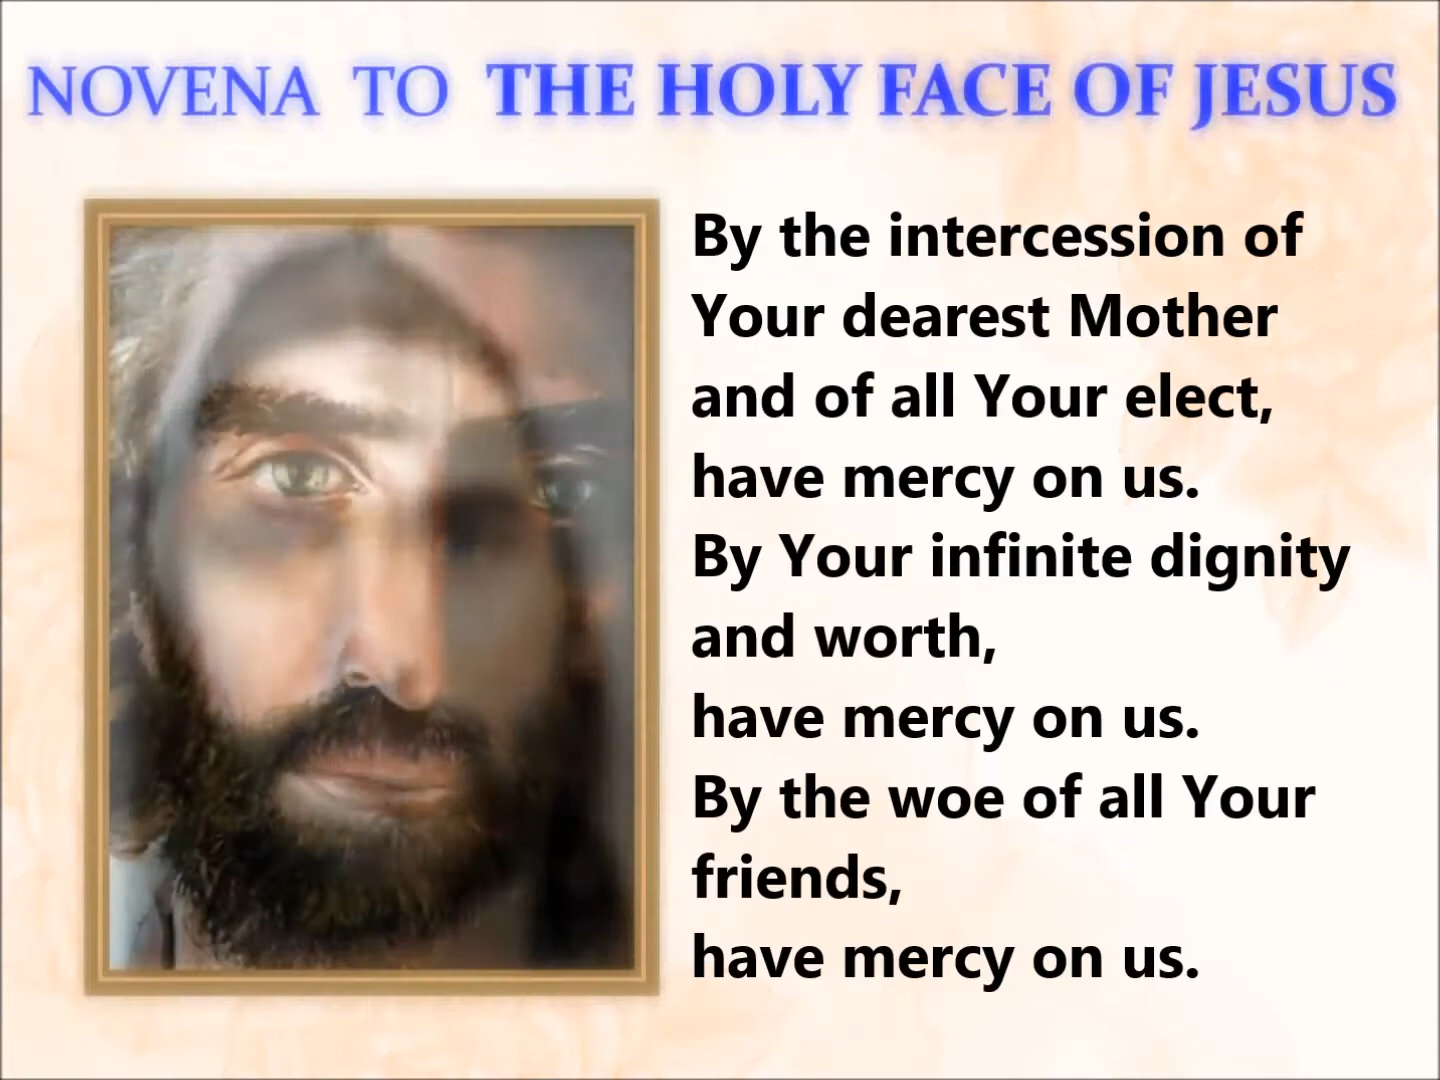 NOVENA TO THE HOLY FACE OF JESUS
By the intercession of
Your dearest Mother
and of all Your elect,
have mercy on us.
By Your infinite dignity
and worth,
have mercy on us.
By the woe of all Your
friends,
have mercy on us.